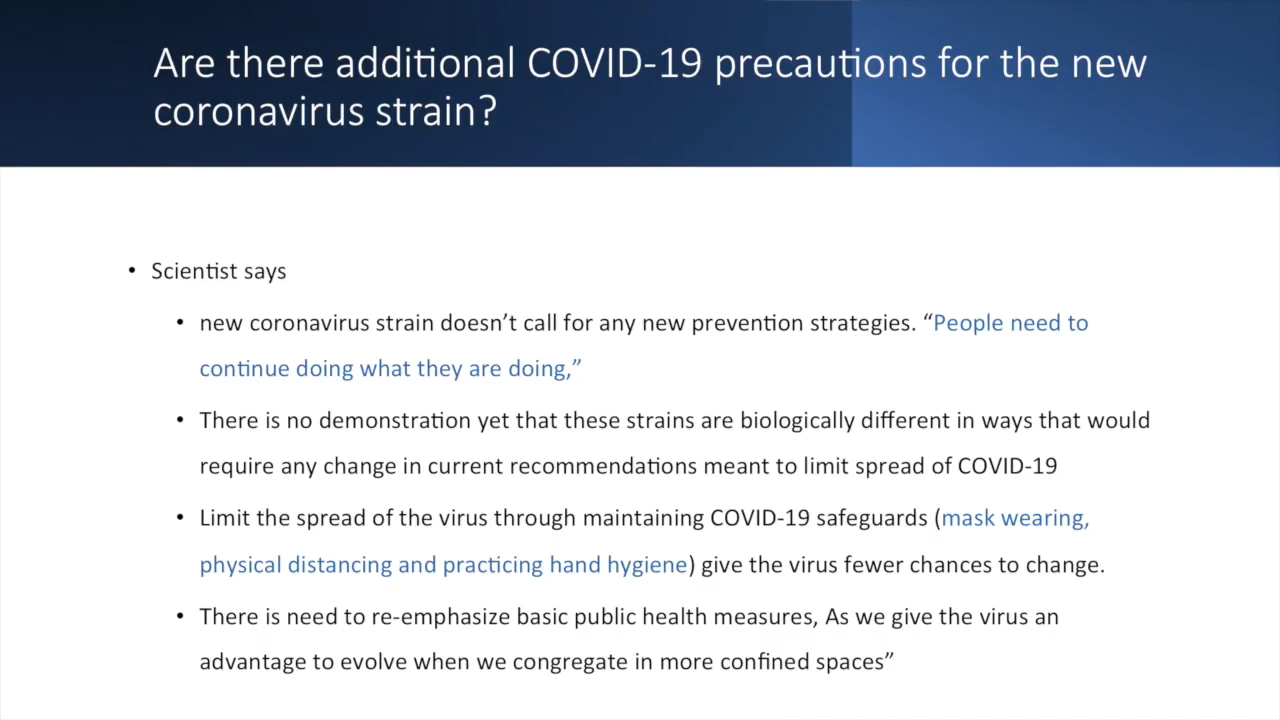 Are there additional COVID-19 precautions for the new
coronavirus strain?
• Scientist says
• new coronavirus strain doesn’t call for any new prevention strategies. “People need to
continue doing what they are doing,”
• There is no demonstration yet that these strains are biologically different in ways that would
require any change in current recommendations meant to limit spread of COVID-19
• Limit the spread of the virus through maintaining COVID-19 safeguards (mask wearing,
physical distancing and practicing hand hygiene) give the virus fewer chances to change.
• There is need to re-emphasize basic public health measures, As we give the virus an
advantage to evolve when we congregate in more confined spaces”